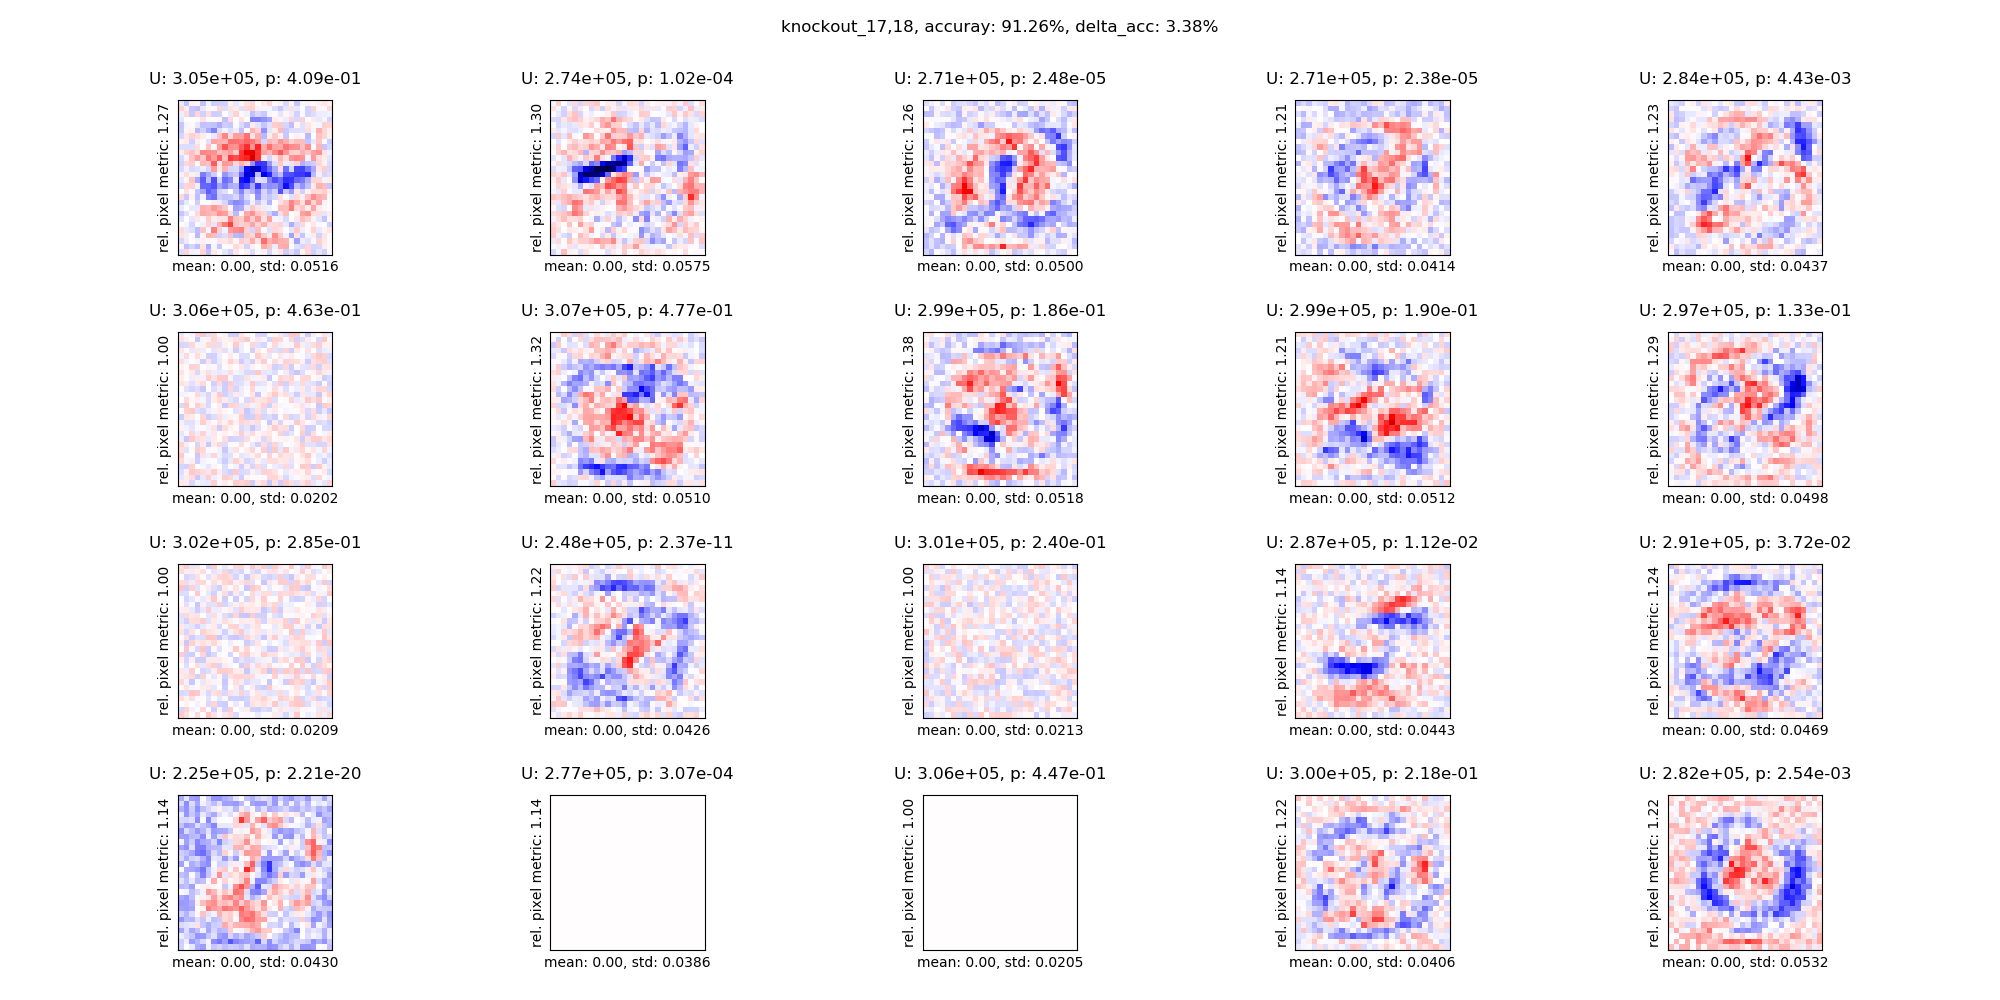 knockout_17,18, accuray: 91.26%, delta_acc: 3.38%
U: 3.05e+05, p: 4.09e-01
rel. pixel metric: 1.27
mean: 0.00, std: 0.0516
U: 2.74e+05, p: 1.02e-04
rel. pixel metric: 1.30
mean: 0.00, std: 0.0575
U: 2.71e+05, p: 2.48e-05
rel. pixel metric: 1.26
mean: 0.00, std: 0.0500
U: 2.71e+05, p: 2.38e-05
rel. pixel metric: 1.21
mean: 0.00, std: 0.0414
U: 2.84e+05, p: 4.43e-03
rel. pixel metric: 1.23
mean: 0.00, std: 0.0437
U: 3.06e+05, p: 4.63e-01
rel. pixel metric: 1.00
mean: 0.00, std: 0.0202
U: 3.07e+05, p: 4.77e-01
rel. pixel metric: 1.32
mean: 0.00, std: 0.0510
U: 2.99e+05, p: 1.86e-01
rel. pixel metric: 1.38
mean: 0.00, std: 0.0518
U: 2.99e+05, p: 1.90e-01
rel. pixel metric: 1.21
mean: 0.00, std: 0.0512
U: 2.97e+05, p: 1.33e-01
rel. pixel metric: 1.29
mean: 0.00, std: 0.0498
U: 3.02e+05, p: 2.85e-01
rel. pixel metric: 1.00
mean: 0.00, std: 0.0209
U: 2.48e+05, p: 2.37e-11
rel. pixel metric: 1.22
mean: 0.00, std: 0.0426
U: 3.01e+05, p: 2.40e-01
rel. pixel metric: 1.00
mean: 0.00, std: 0.0213
U: 2.87e+05, p: 1.12e-02
rel. pixel metric: 1.14
mean: 0.00, std: 0.0443
U: 2.91e+05, p: 3.72e-02
rel. pixel metric: 1.24
mean: 0.00, std: 0.0469
U: 2.25e+05, p: 2.21e-20
rel. pixel metric: 1.14
mean: 0.00, std: 0.0430
U: 2.77e+05, p: 3.07e-04
rel. pixel metric: 1.14
mean: 0.00, std: 0.0386
U: 3.06e+05, p: 4.47e-01
rel. pixel metric: 1.00
mean: 0.00, std: 0.0205
U: 3.00e+05, p: 2.18e-01
rel. pixel metric: 1.22
mean: 0.00, std: 0.0406
U: 2.82e+05, p: 2.54e-03
rel. pixel metric: 1.22
mean: 0.00, std: 0.0532